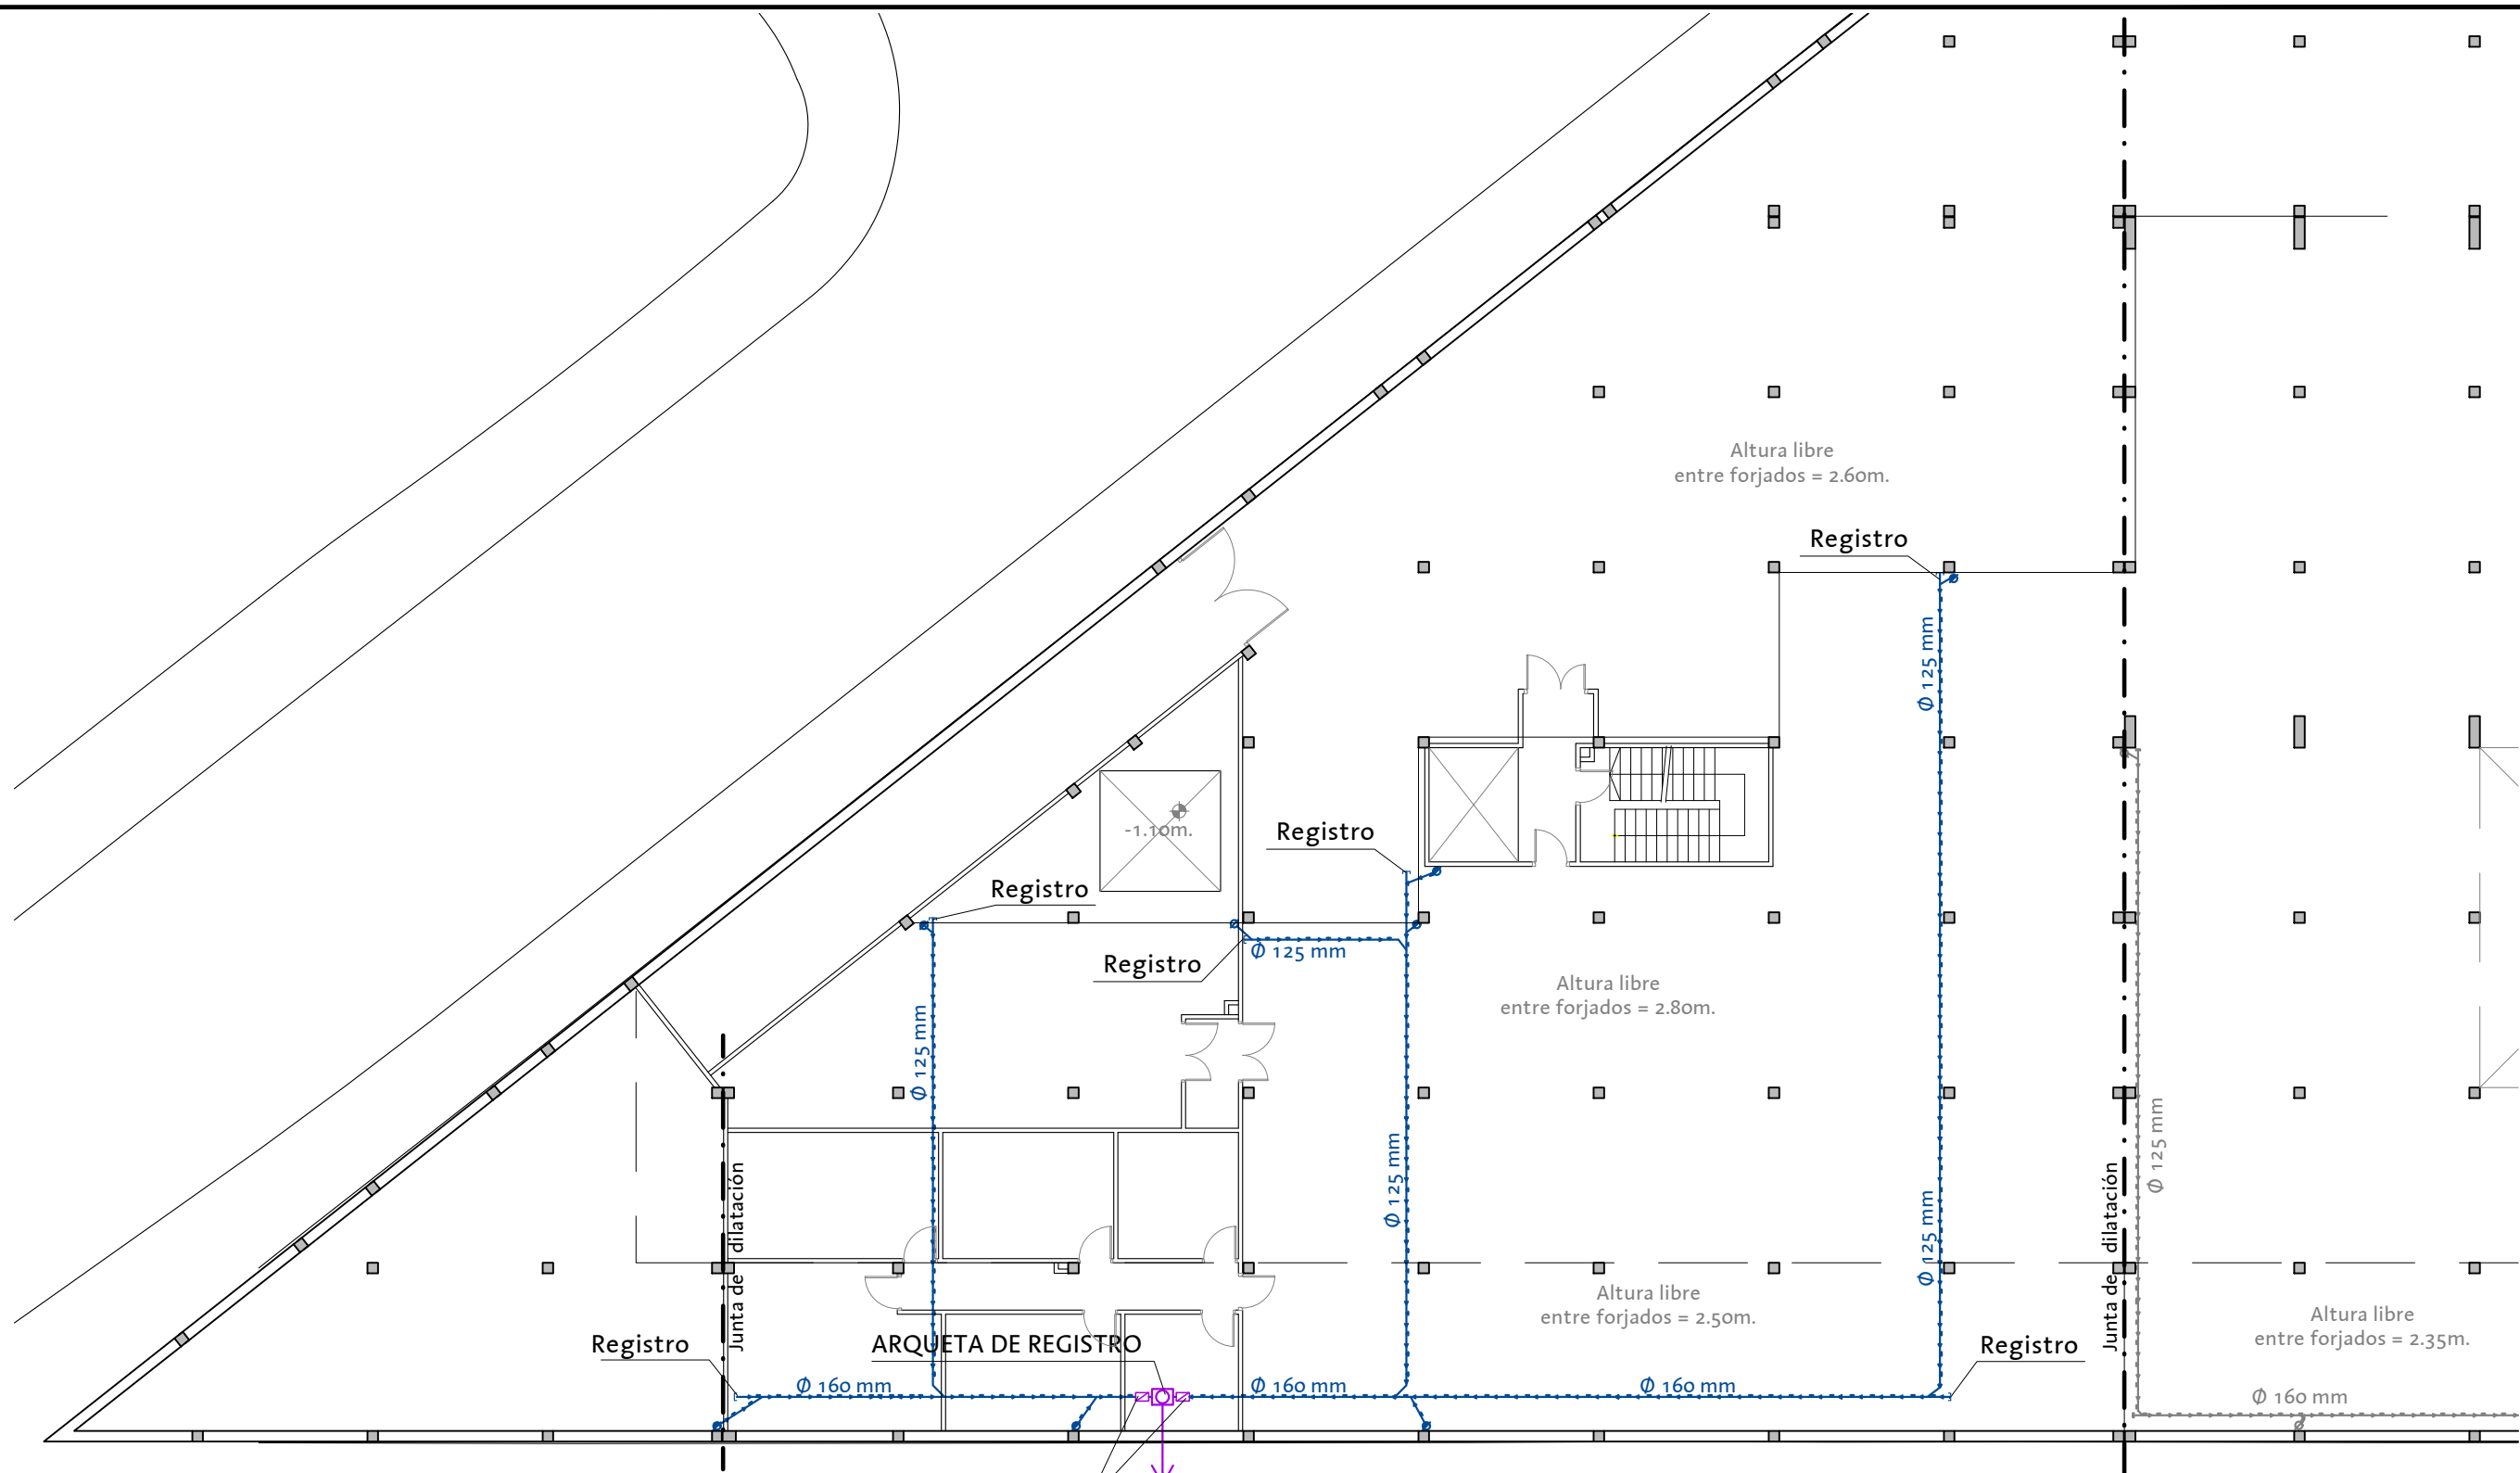 Altura libre
entre forjados = 2.60m.
Registro
Ø 125 mm
-1.10m.
Registro
Registro
Ø 125 mm
Registro
Altura libre
entre forjados = 2.80m.
Ø 125 mm
Ø 125 mm
Ø 125 mm
Ø 125 mm
Junta de dilatación
Junta de dilatación
Altura libre
entre forjados = 2.50m.
Altura libre
entre forjados = 2.35m.
Registro
ARQUETA DE REGISTRO
Registro
Ø 160 mm
Ø 160 mm
Ø 160 mm
Ø 160 mm